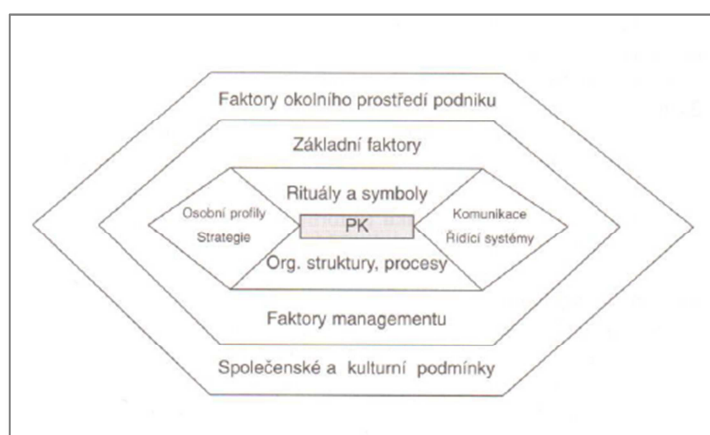 Faktory okolního prostředí podniku
Základní faktory
Rituály a symboly
Osobní profily
Strategie
PK
Komunikace
Řídící systémy
Org. struktury, procesy
Faktory managementu
Společenské a kulturní podmínky